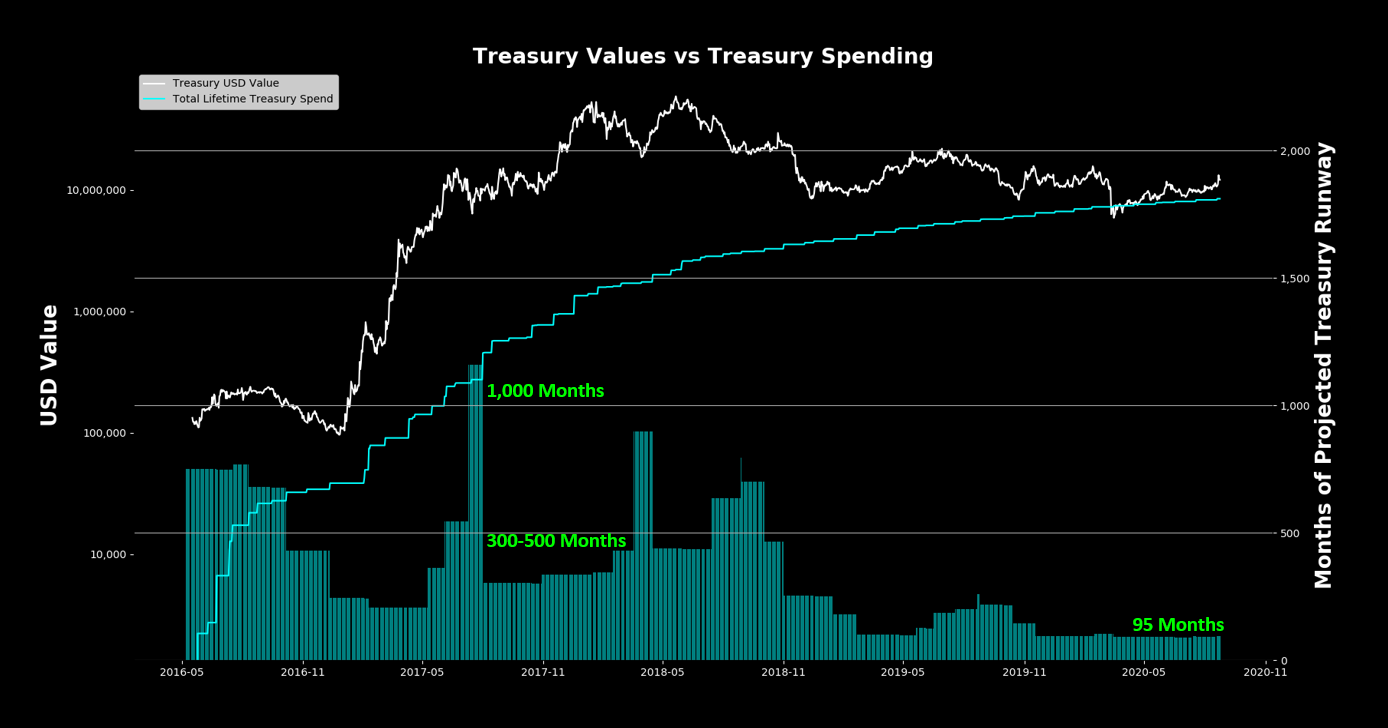 Treasury Values vs Treasury Spending
Treasury USD Value
Total Lifetime Treasury Spend
USD Value
10,000,000
1,000,000
100,000
10,000
1,000 Months
300-500 Months
95 Months
2,000
1,500
1,000
500
0
Months of Projected Treasury Runway
2016-05 2016-11 2017-05 2017-11 2018-05 2018-11 2019-05 2019-11 2020-05 2020-11